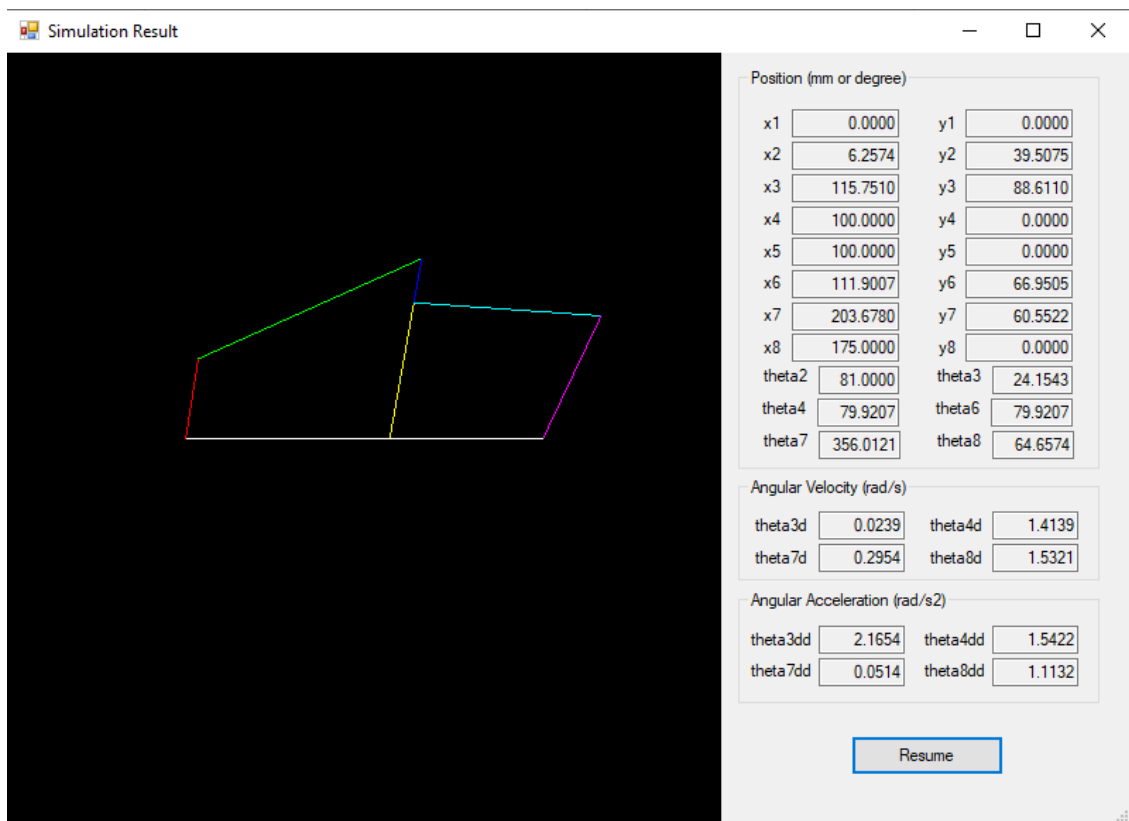 Simulation Result
Position (mm or degree)
x1 0.0000 y1 0.0000
x2 6.2574 y2 39.5075
x3 115.7510 y3 88.6110
x4 100.0000 y4 0.0000
x5 100.0000 y5 0.0000
x6 111.9007 y6 66.9505
x7 203.6780 y7 60.5522
x8 175.0000 y8 0.0000
theta2 81.0000 theta3 24.1543
theta4 79.9207 theta6 79.9207
theta7 356.0121 theta8 64.6574
Angular Velocity (rad/s)
theta3d 0.0239 theta4d 1.4139
theta7d 0.2954 theta8d 1.5321
Angular Acceleration (rad/s2)
theta3dd 2.1654 theta4dd 1.5422
theta7dd 0.0514 theta8dd 1.1132
Resume